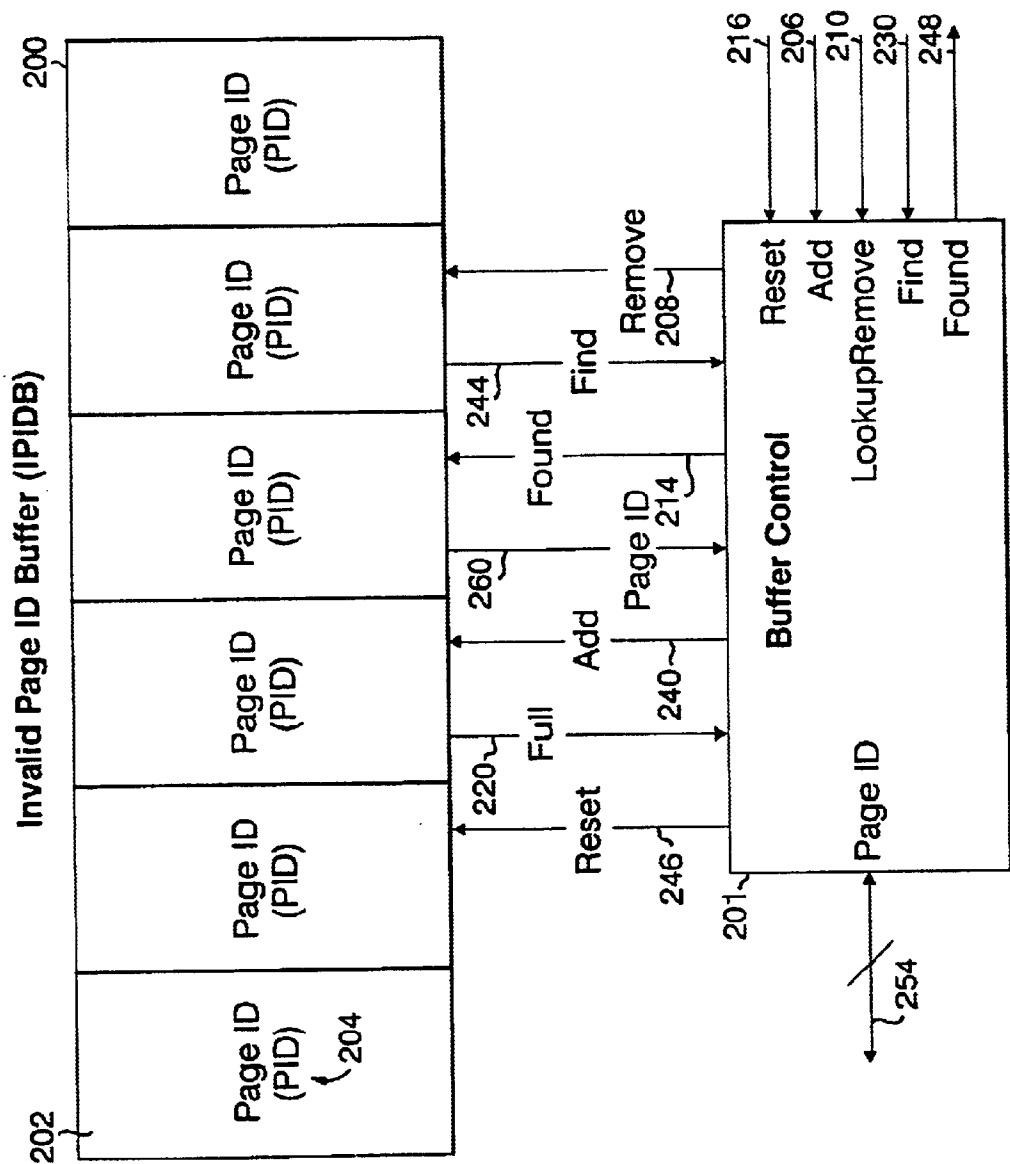 Invalid Page ID Buffer (IPIDB)
200
202
Page ID
(PID)
204
Page ID
(PID)
Page ID
(PID)
Page ID
(PID)
Page ID
(PID)
Page ID
(PID)
Reset
246
220
Full
Add
240
260
Page ID
Found
214
244
Find
Remove
208
201
Page ID
254
Buffer Control
Reset
Add
LookupRemove
Find
Found
216
206
210
230
248